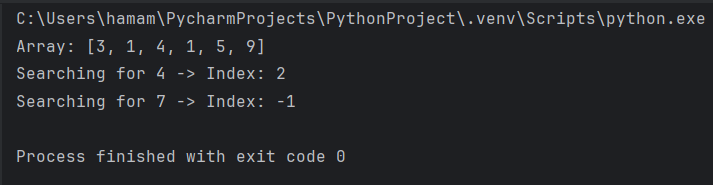 C:\Users\hamam\PycharmProjects\PythonProject\.venv\Scripts\python.exe
Array: [3, 1, 4, 1, 5, 9]
Searching for 4 -> Index: 2
Searching for 7 -> Index: -1
Process finished with exit code 0